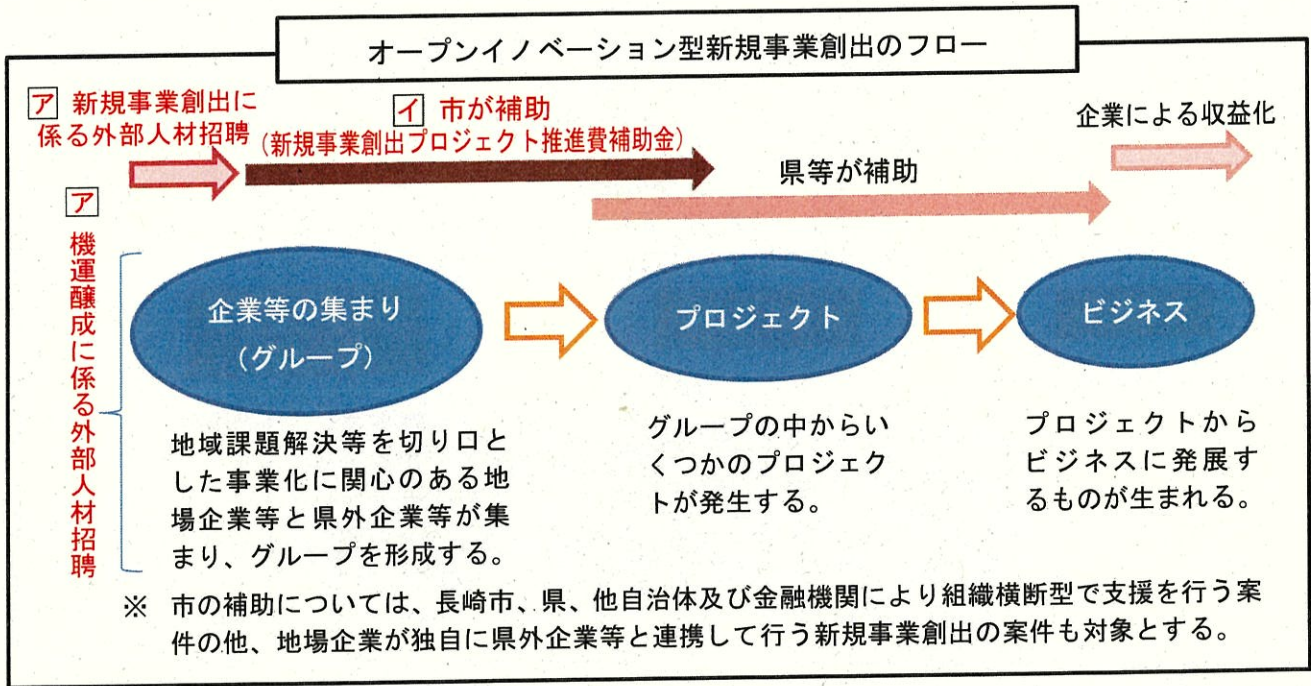 オープンイノベーション型新規事業創出のフロー
ア 新規事業創出に
係る外部人材招聘
イ 市が補助
（新規事業創出プロジェクト推進費補助金）
企業による収益化
県等が補助
ア
機運醸成に係る外部人材招聘
企業等の集まり
（グループ）
プロジェクト
ビジネス
地域課題解決等を切り口と
した事業化に関心のある地
場企業等と県外企業等が集
まり、グループを形成する。
グループの中からい
くつかのプロジェク
トが発生する。
プロジェクトから
ビジネスに発展す
るものが生まれる。
※ 市の補助については、長崎市、県、他自治体及び金融機関により組織横断型で支援を行う案
件の他、地場企業が独自に県外企業等と連携して行う新規事業創出の案件も対象とする。